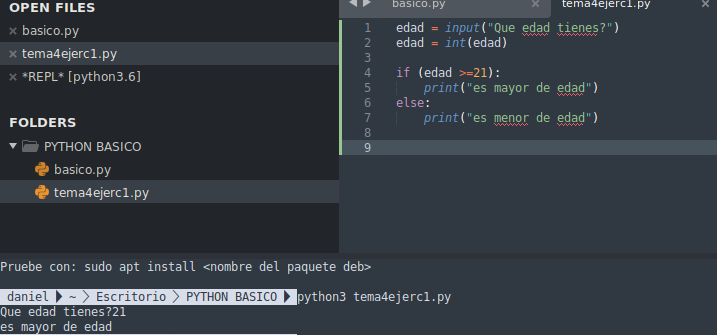 OPEN FILES
basico.py
tema4ejerc1.py
*REPL* [python3.6]
FOLDERS
PYTHON BASICO
basico.py
tema4ejerc1.py
basico.py
tema4ejerc1.py
1 edad = input("Que edad tienes?")
2 edad = int(edad)
3
4 if (edad >=21):
5 print("es mayor de edad")
6 else:
7 print("es menor de edad")
8
9
Pruebe con: sudo apt install <nombre del paquete deb>
daniel ~ Escritorio PYTHON BASICO python3 tema4ejerc1.py
Que edad tienes?21
es mayor de edad